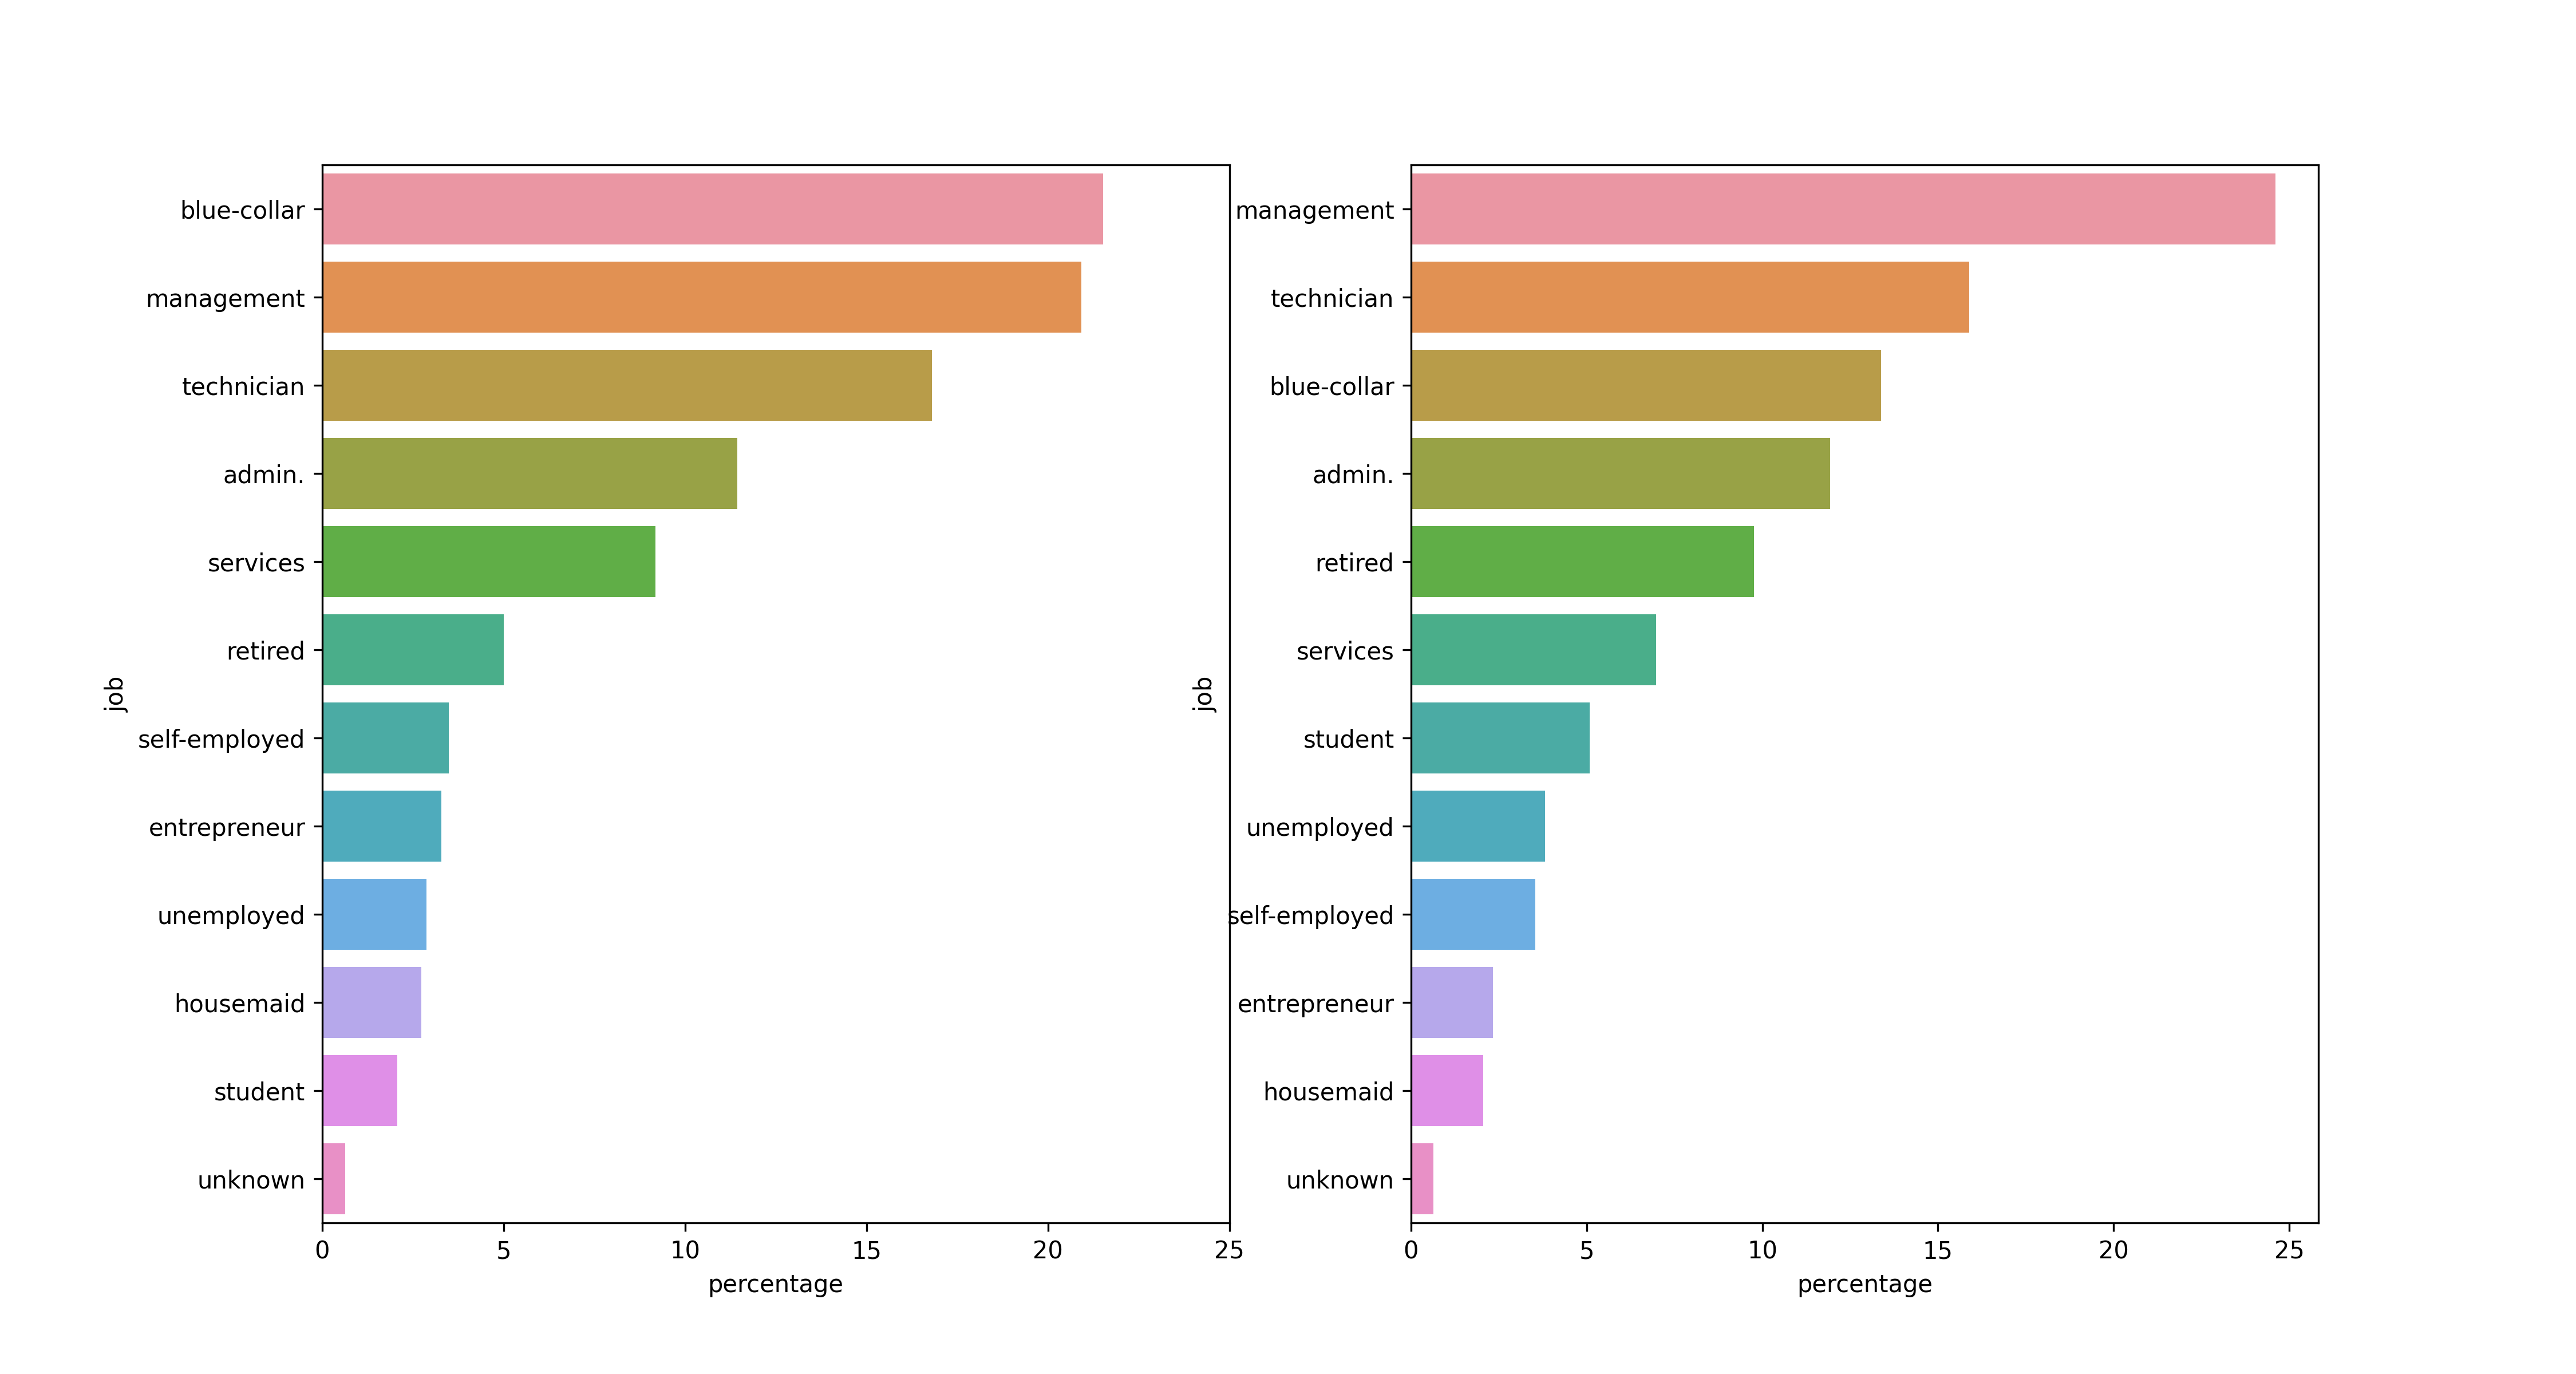 blue-collar
management
technician
admin.
services
retired
self-employed
entrepreneur
unemployed
housemaid
student
unknown
job
0 5 10 15 20 25
percentage
management
technician
blue-collar
admin.
retired
services
student
unemployed
self-employed
entrepreneur
housemaid
unknown
job
0 5 10 15 20 25
percentage